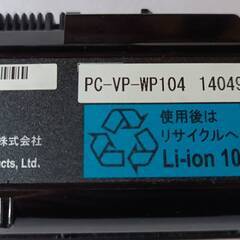 PC-VP-WP104 14049
使用後は
リサイクルへ
Li-ion 10
株式会社
ucts, Ltd.